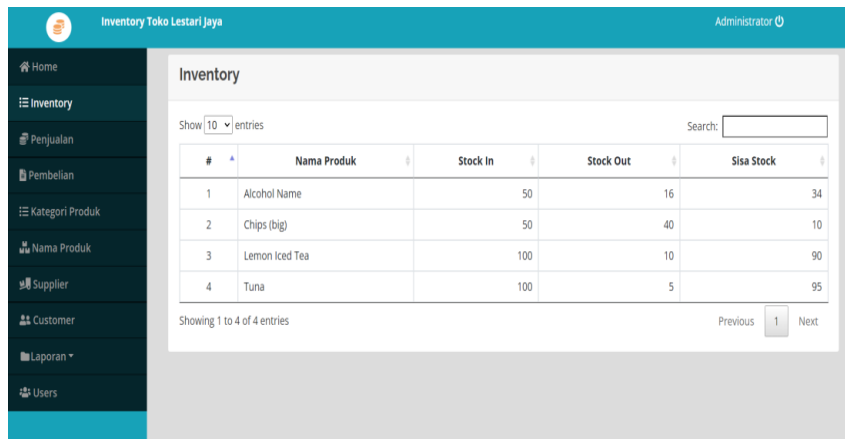 Inventory Toko Lestari Jaya
Administrator
Home
Inventory
Penjualan
Pembelian
Kategori Produk
Nama Produk
Supplier
Customer
Laporan
Users
Inventory
Show 10 entries
Search:
# Nama Produk Stock In Stock Out Sisa Stock
1 Alcohol Name 50 16 34
2 Chips (big) 50 40 10
3 Lemon Iced Tea 100 10 90
4 Tuna 100 5 95
Showing 1 to 4 of 4 entries
Previous 1 Next